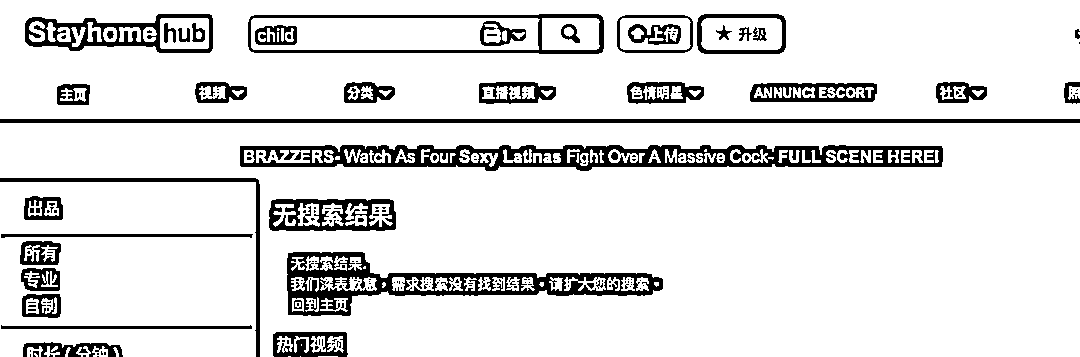 Stayhome hub
child
上传
★ 升级
主页
视频
分类
直播视频
色情明星
ANNUNCI ESCORT
社区
BRAZZERS- Watch As Four Sexy Latinas Fight Over A Massive Cock- FULL SCENE HERE!
出品
所有
专业
自制
时长 ( 分钟 )
无搜索结果
无搜索结果.
我们深表歉意，需求搜索没有找到结果。请扩大您的搜索。
回到主页
热门视频